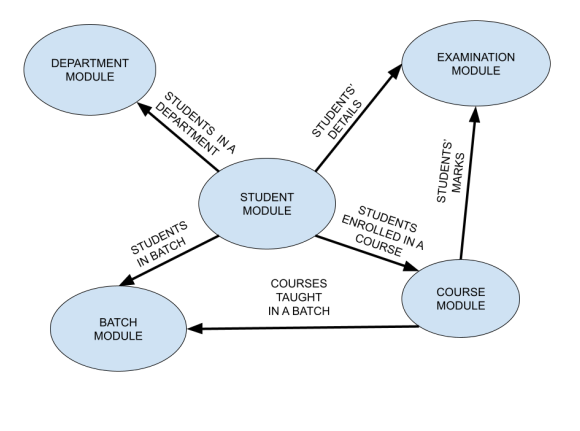 DEPARTMENT
MODULE
EXAMINATION
MODULE
STUDENTS IN A
DEPARTMENT
STUDENTS'
DETAILS
STUDENTS'
MARKS
STUDENT
MODULE
STUDENTS
ENROLLED IN A
COURSE
STUDENTS
IN BATCH
COURSES
TAUGHT
IN A BATCH
COURSE
MODULE
BATCH
MODULE